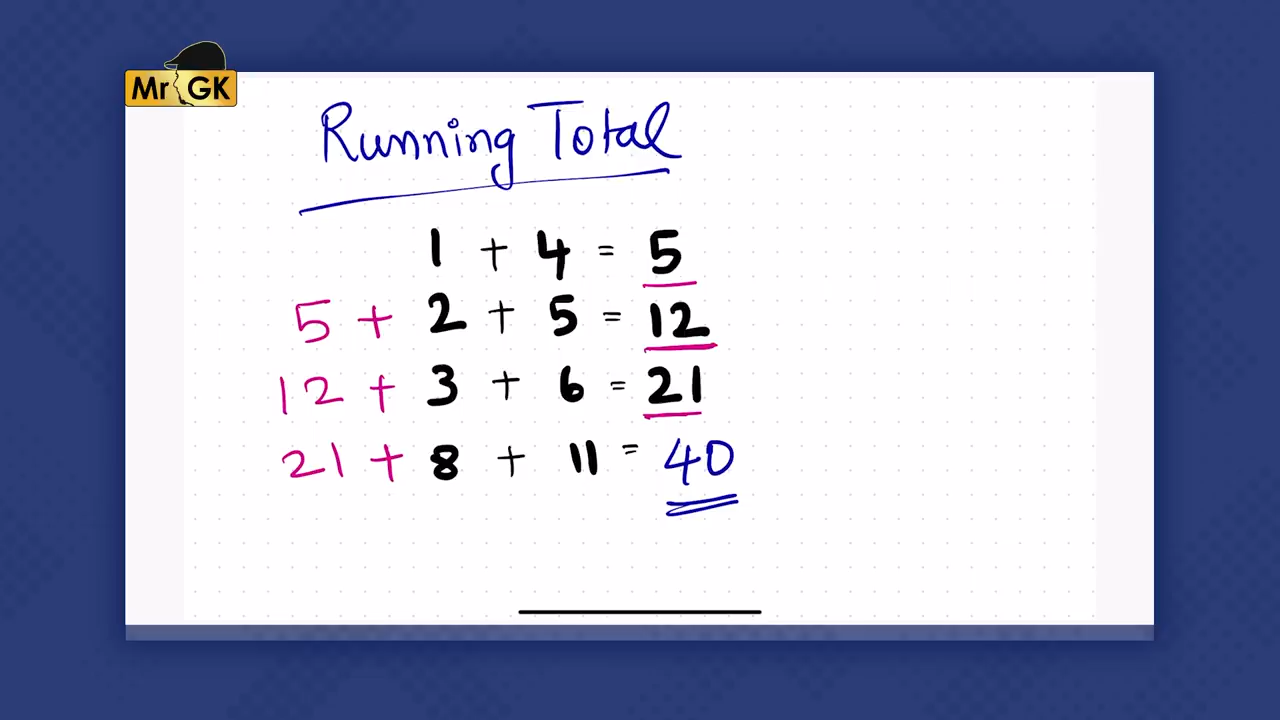 Mr GK
Running Total
1 + 4 = 5
5 + 2 + 5 = 12
12 + 3 + 6 = 21
21 + 8 + 11 = 40